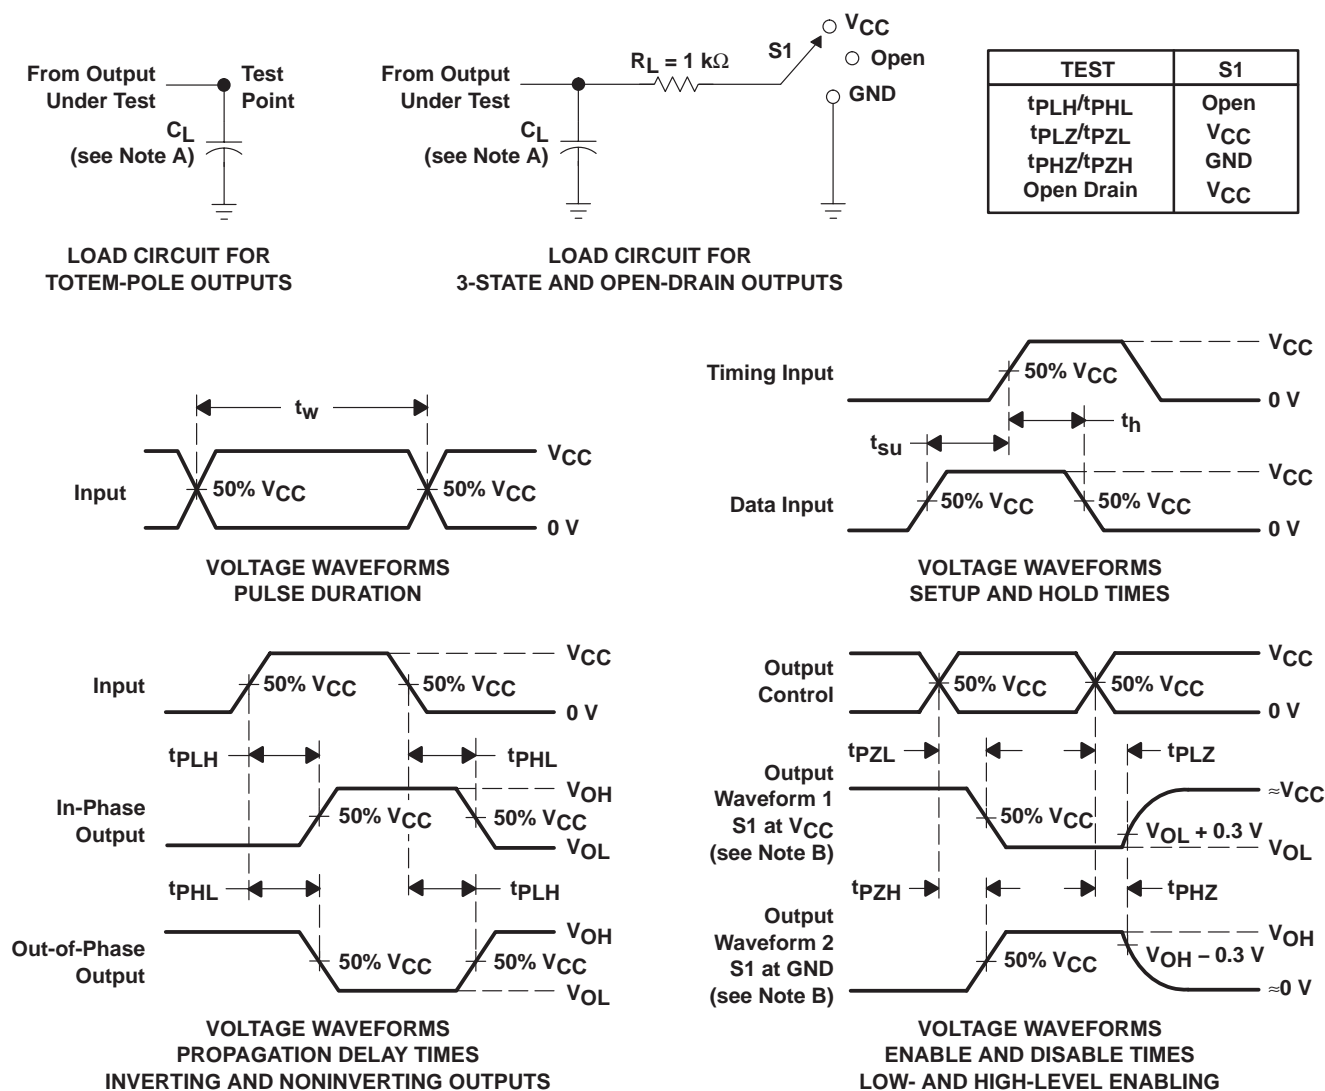 From Output
Under Test
Test
Point
CL
(see Note A)
LOAD CIRCUIT FOR
TOTEM-POLE OUTPUTS
From Output
Under Test
RL = 1 kΩ
S1
VCC
Open
GND
CL
(see Note A)
LOAD CIRCUIT FOR
3-STATE AND OPEN-DRAIN OUTPUTS
TEST S1
tPLH/tPHL Open
tPLZ/tPZL VCC
tPHZ/tPZH GND
Open Drain VCC
tw
Input
50% VCC
50% VCC
VCC
0 V
VOLTAGE WAVEFORMS
PULSE DURATION
Timing Input
50% VCC
VCC
0 V
tsu
th
Data Input
50% VCC
50% VCC
VCC
0 V
VOLTAGE WAVEFORMS
SETUP AND HOLD TIMES
Input
50% VCC
50% VCC
VCC
0 V
tPLH
tPHL
In-Phase
Output
50% VCC
50% VCC
VOH
VOL
tPHL
tPLH
Out-of-Phase
Output
50% VCC
50% VCC
VOH
VOL
VOLTAGE WAVEFORMS
PROPAGATION DELAY TIMES
INVERTING AND NONINVERTING OUTPUTS
Output
Control
50% VCC
50% VCC
VCC
0 V
tPZL
tPLZ
Output
Waveform 1
S1 at VCC
(see Note B)
50% VCC
VOL + 0.3 V
≈VCC
VOL
tPZH
tPHZ
Output
Waveform 2
S1 at GND
(see Note B)
50% VCC
VOH − 0.3 V
VOH
≈0 V
VOLTAGE WAVEFORMS
ENABLE AND DISABLE TIMES
LOW- AND HIGH-LEVEL ENABLING